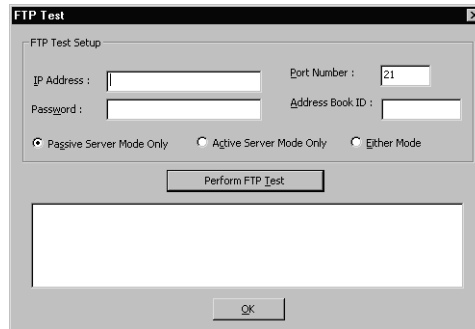 FTP Test
FTP Test Setup
IP Address :
Port Number : 21
Password :
Address Book ID :
Passive Server Mode Only Active Server Mode Only Either Mode
Perform FTP Test
OK